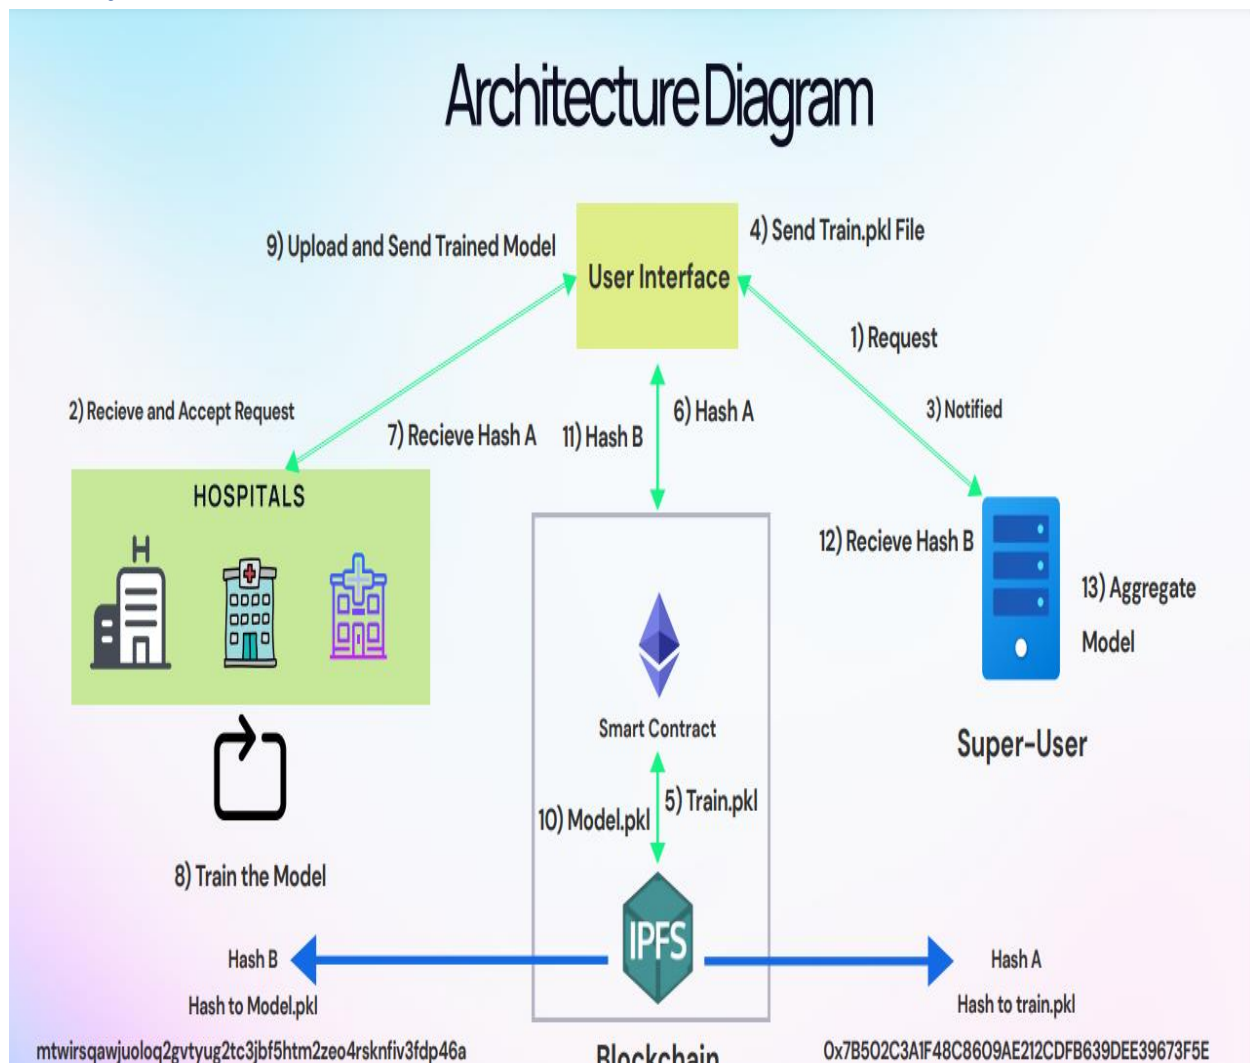 Architecture Diagram
4) Send Train.pkl File
9) Upload and Send Trained Model
User Interface
1) Request
2) Recieve and Accept Request
3) Notified
6) Hash A
7) Recieve Hash A
11) Hash B
HOSPITALS
H
12) Recieve Hash B
13) Aggregate
Model
Smart Contract
Super-User
5) Train.pkl
10) Model.pkl
8) Train the Model
IPFS
Hash B
Hash A
Hash to Model.pkl
Hash to train.pkl
mtwirsqawjuoloq2gvtyug2tc3jbf5htm2zeo4rsknfiv3fdp46a
Blockchain
0x7B502C3A1F48C8609AE212CDFB639DEE39673F5E